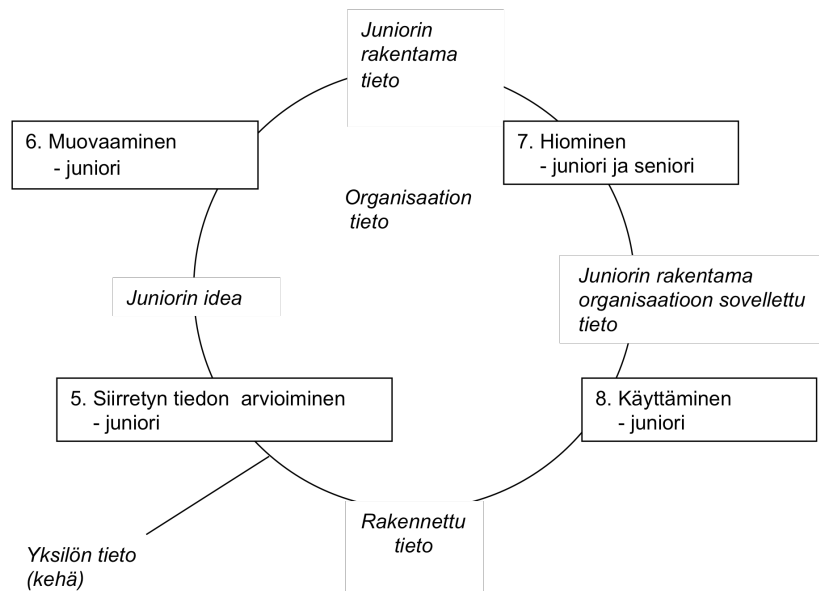 Juniorin
rakentama
tieto
6. Muovaaminen
- juniori
7. Hiominen
- juniori ja seniori
Organisaation
tieto
Juniorin idea
Juniorin rakentama
organisaatioon sovellettu
tieto
5. Siirretyn tiedon arvioiminen
- juniori
8. Käyttäminen
- juniori
Rakennettu
tieto
Yksilön tieto
(kehä)